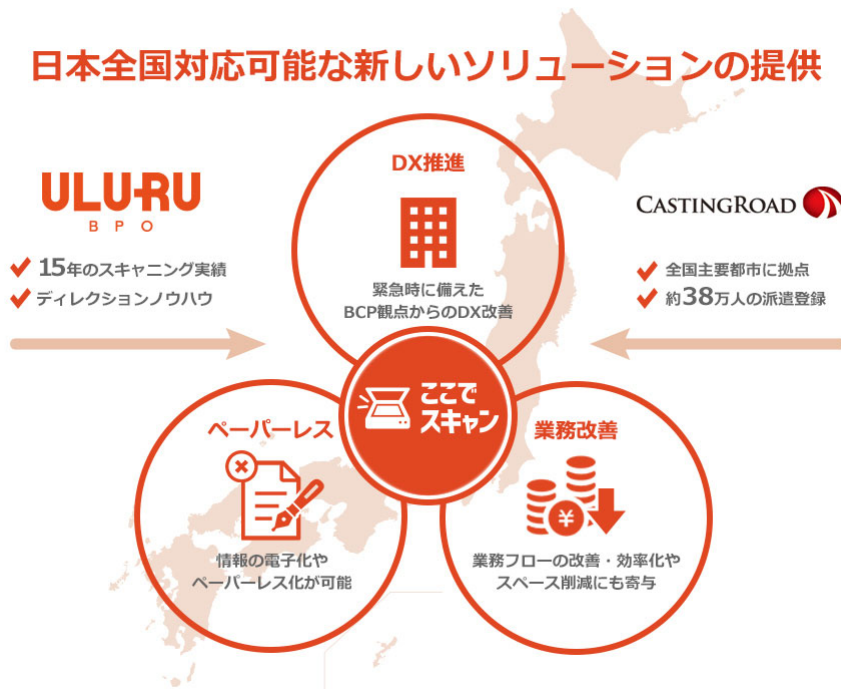 日本全国対応可能な新しいソリューションの提供
DX推進
緊急時に備えた
BCP観点からのDX改善
ULURU
BPO
15年のスキャニング実績
ディレクションノウハウ
CASTINGROAD
全国主要都市に拠点
約38万人の派遣登録
ここで
スキャン
ペーパーレス
情報の電子化や
ペーパーレス化が可能
業務改善
¥
業務フローの改善・効率化や
スペース削減にも寄与